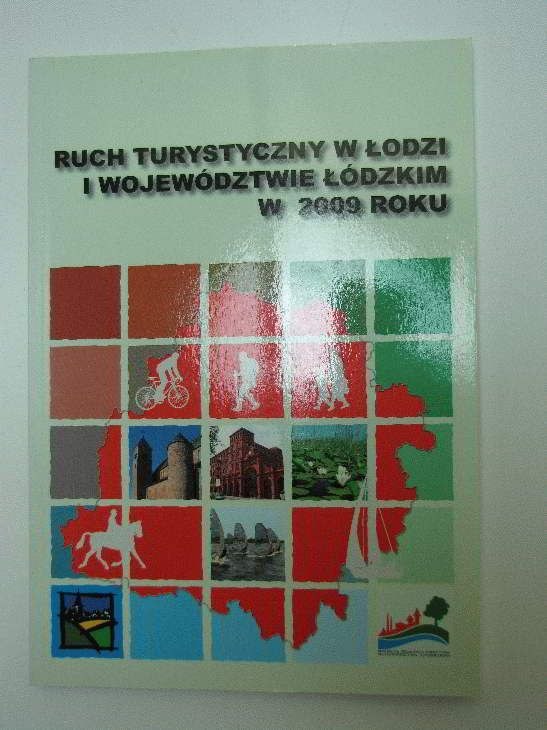 RUCH TURYSTYCZNY W ŁODZI
I WOJEWÓDZTWIE ŁÓDZKIM
W 2009 ROKU